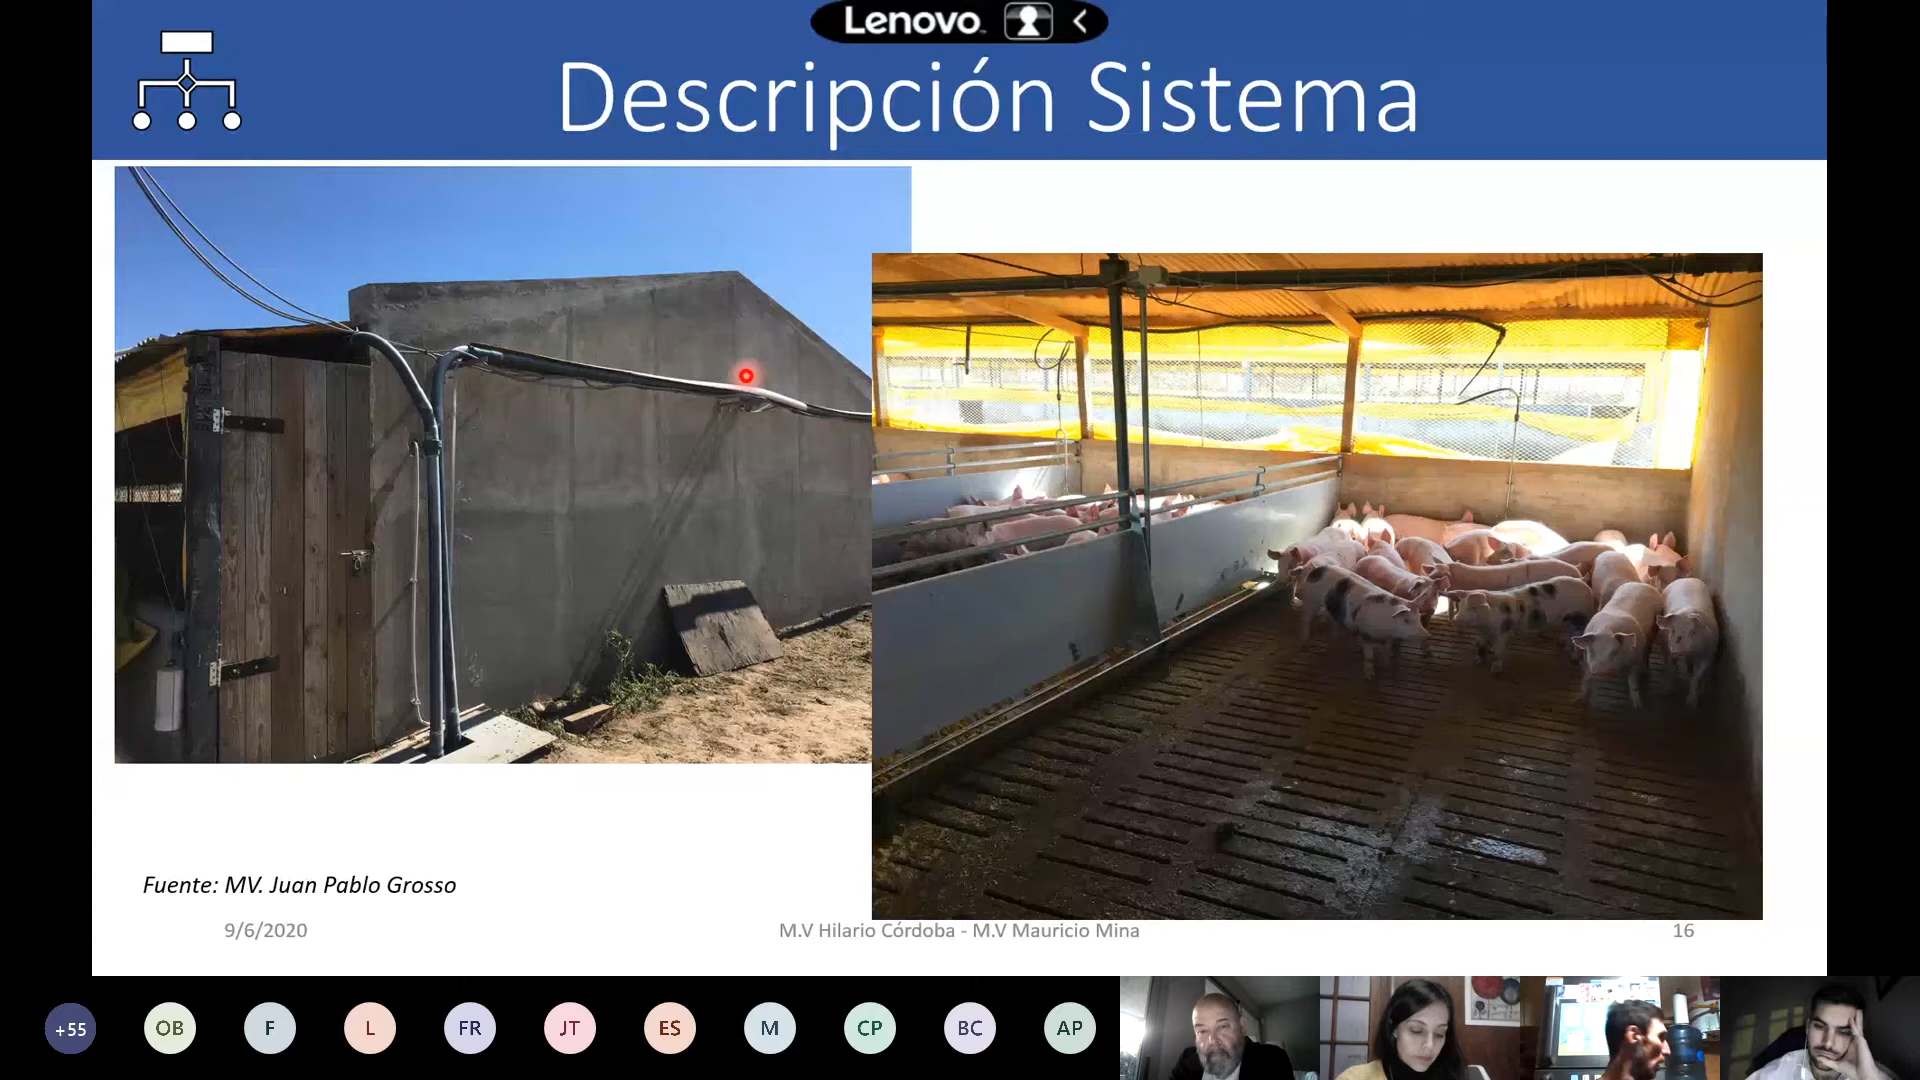 Lenovo
Descripción Sistema
Fuente: MV. Juan Pablo Grosso
9/6/2020
M.V Hilario Córdoba - M.V Mauricio Mina
16
+55
OB
F
L
FR
JT
ES
M
CP
BC
AP